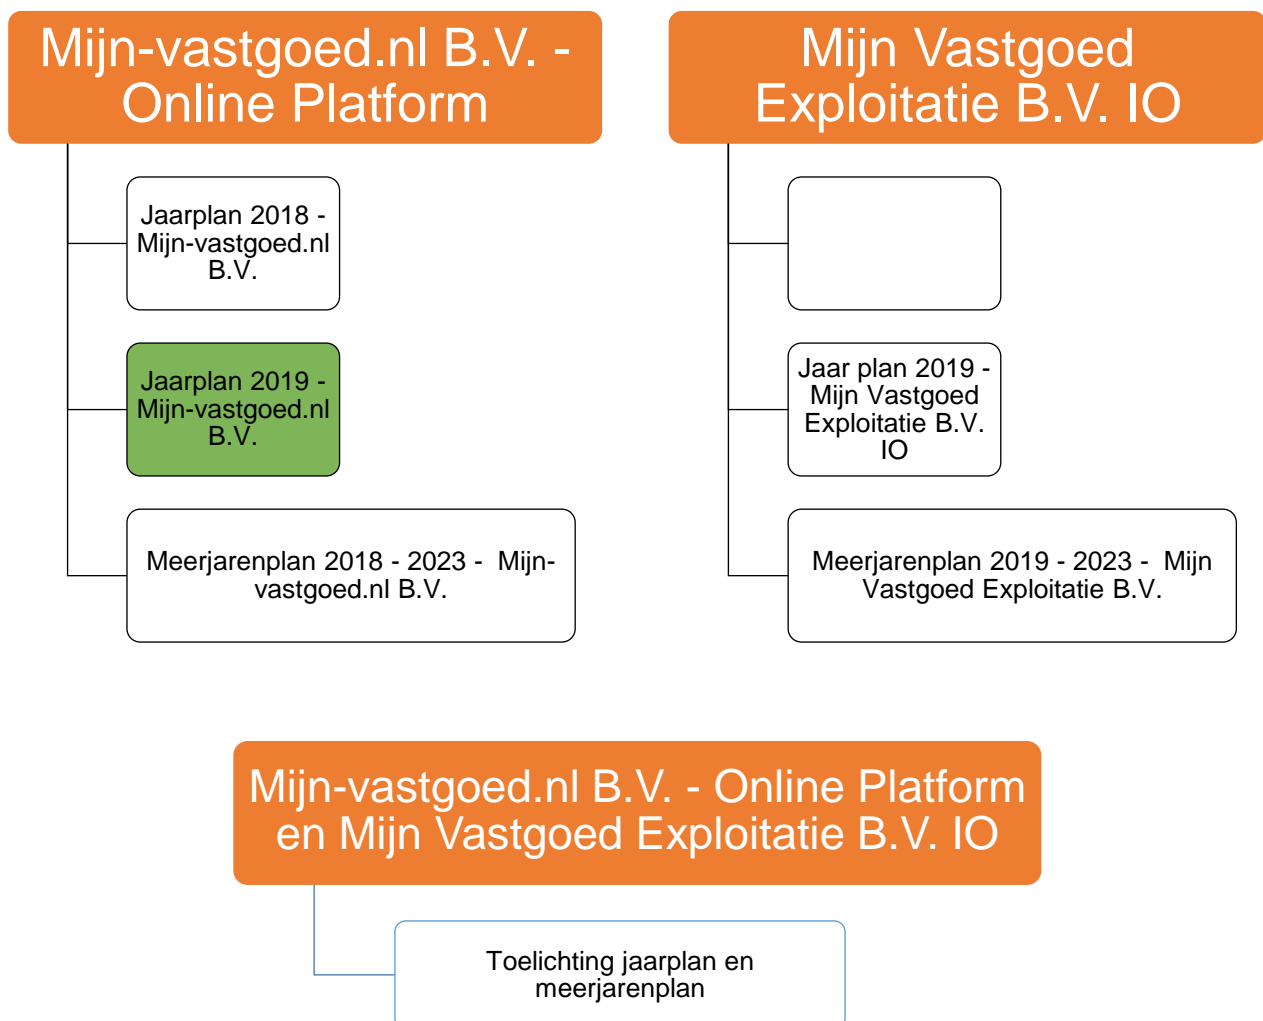 Mijn-vastgoed.nl B.V. -
Online Platform
Jaarplan 2018 -
Mijn-vastgoed.nl
B.V.
Jaarplan 2019 -
Mijn-vastgoed.nl
B.V.
Meerjarenplan 2018 - 2023 - Mijn-
vastgoed.nl B.V.
Mijn Vastgoed
Exploitatie B.V. IO
Jaar plan 2019 -
Mijn Vastgoed
Exploitatie B.V.
IO
Meerjarenplan 2019 - 2023 - Mijn
Vastgoed Exploitatie B.V.
Mijn-vastgoed.nl B.V. - Online Platform
en Mijn Vastgoed Exploitatie B.V. IO
Toelichting jaarplan en
meerjarenplan